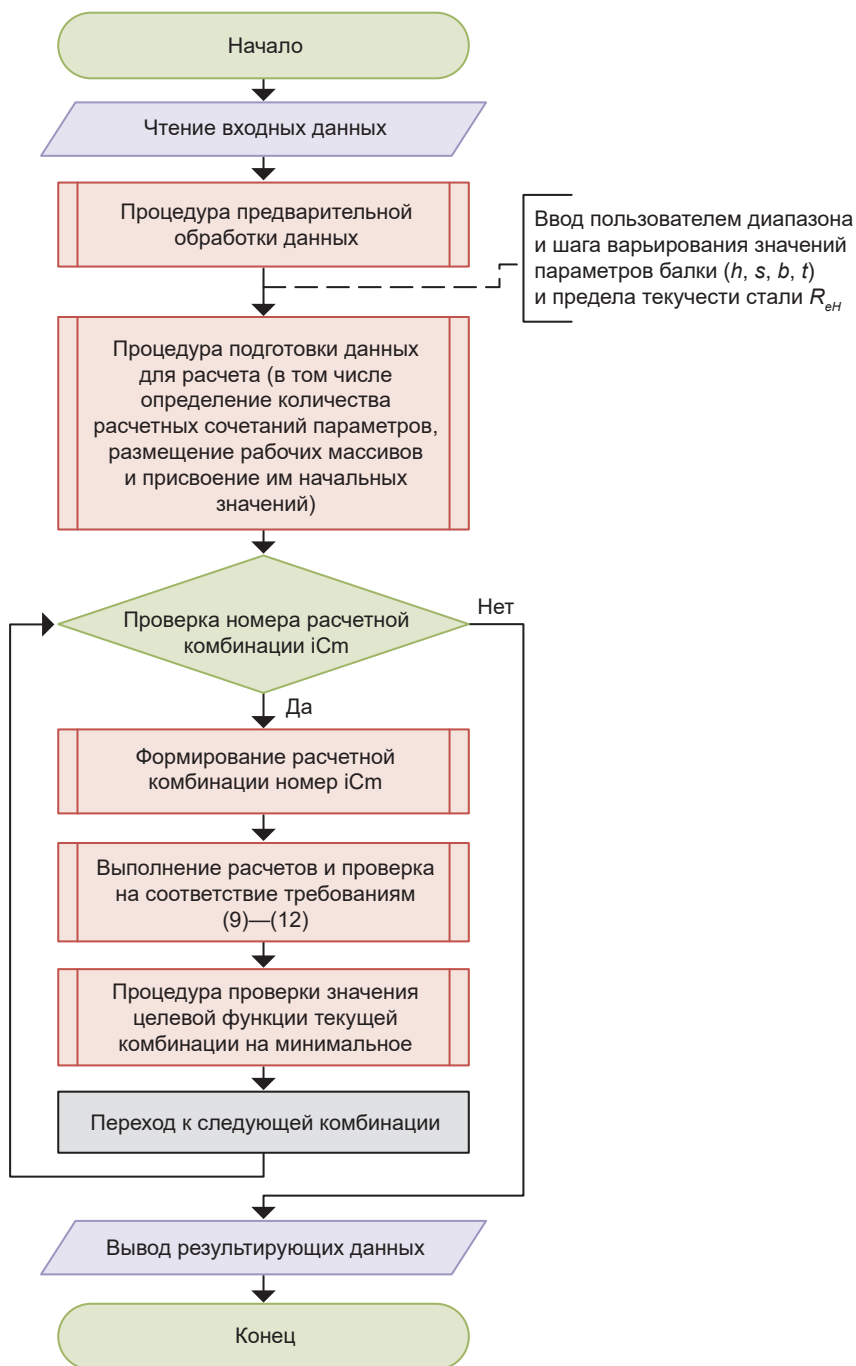 Начало
Чтение входных данных
Процедура предварительной
обработки данных
Ввод пользователем диапазона
и шага варьирования значений
параметров балки (h, s, b, t)
и предела текучести стали R_eH
Процедура подготовки данных
для расчета (в том числе
определение количества
расчетных сочетаний параметров,
размещение рабочих массивов
и присвоение им начальных
значений)
Проверка номера расчетной
комбинации iCm
Нет
Да
Формирование расчетной
комбинации номер iCm
Выполнение расчетов и проверка
на соответствие требованиям
(9)—(12)
Процедура проверки значения
целевой функции текущей
комбинации на минимальное
Переход к следующей комбинации
Вывод результирующих данных
Конец